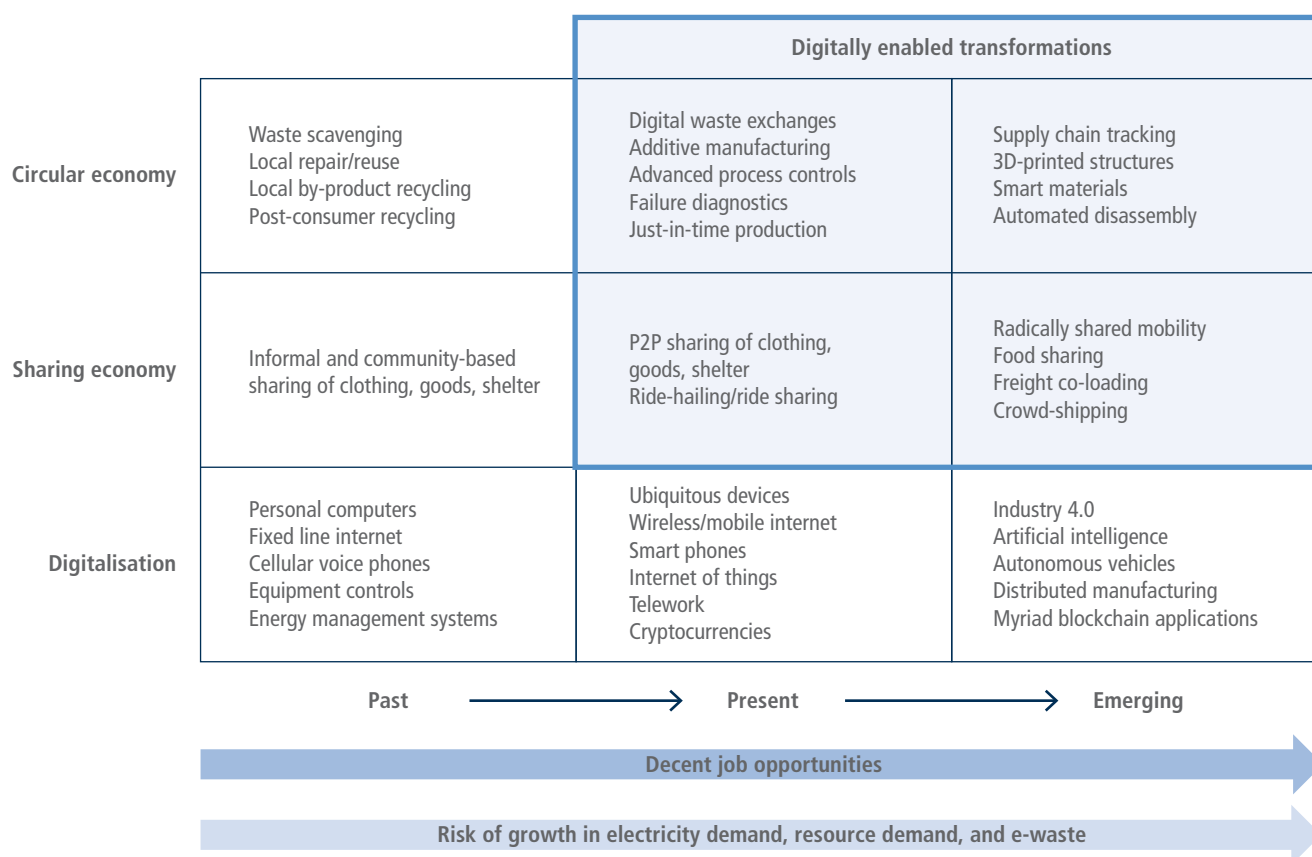 Digitally enabled transformations
Circular economy
Waste scavenging
Local repair/reuse
Local by-product recycling
Post-consumer recycling
Digital waste exchanges
Additive manufacturing
Advanced process controls
Failure diagnostics
Just-in-time production
Supply chain tracking
3D-printed structures
Smart materials
Automated disassembly
Sharing economy
Informal and community-based
sharing of clothing, goods, shelter
P2P sharing of clothing,
goods, shelter
Ride-hailing/ride sharing
Radically shared mobility
Food sharing
Freight co-loading
Crowd-shipping
Digitalisation
Personal computers
Fixed line internet
Cellular voice phones
Equipment controls
Energy management systems
Ubiquitous devices
Wireless/mobile internet
Smart phones
Internet of things
Telework
Cryptocurrencies
Industry 4.0
Artificial intelligence
Autonomous vehicles
Distributed manufacturing
Myriad blockchain applications
Past
Present
Emerging
Decent job opportunities
Risk of growth in electricity demand, resource demand, and e-waste